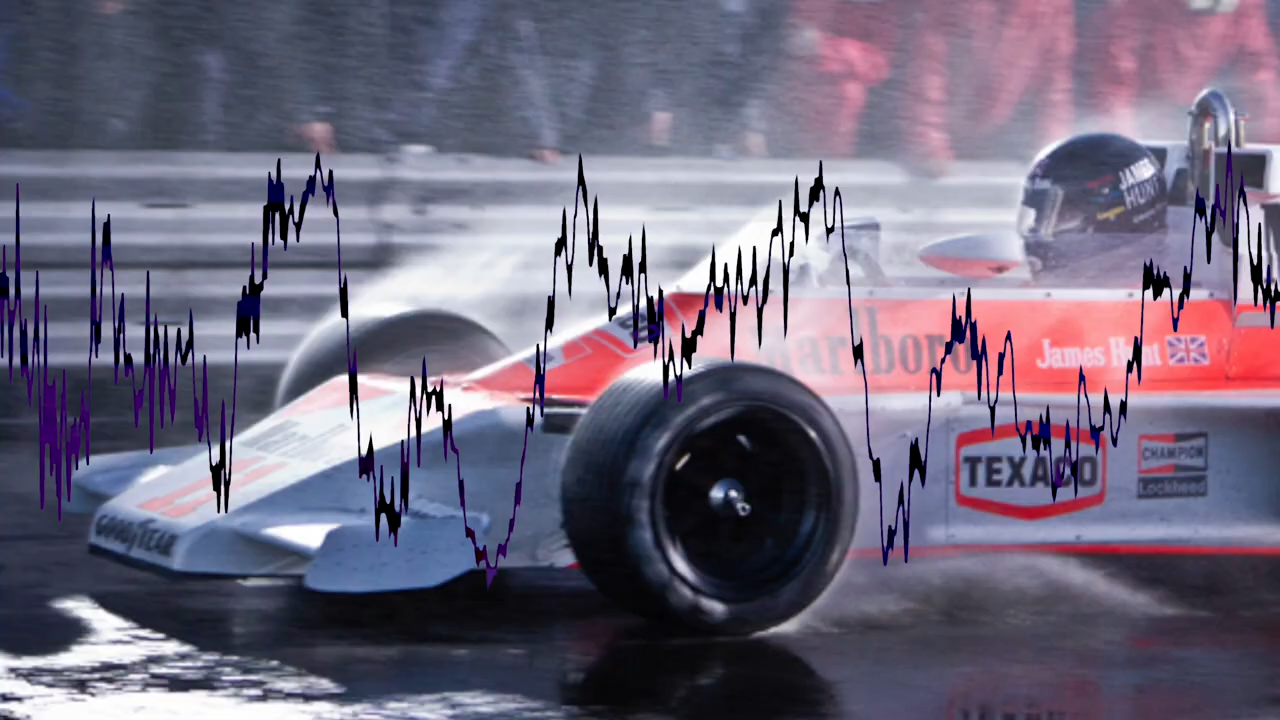 JAMES
HUNT
Marlboro
James Hunt
TEXACO
CHAMPION
Lockheed
GOODYEAR